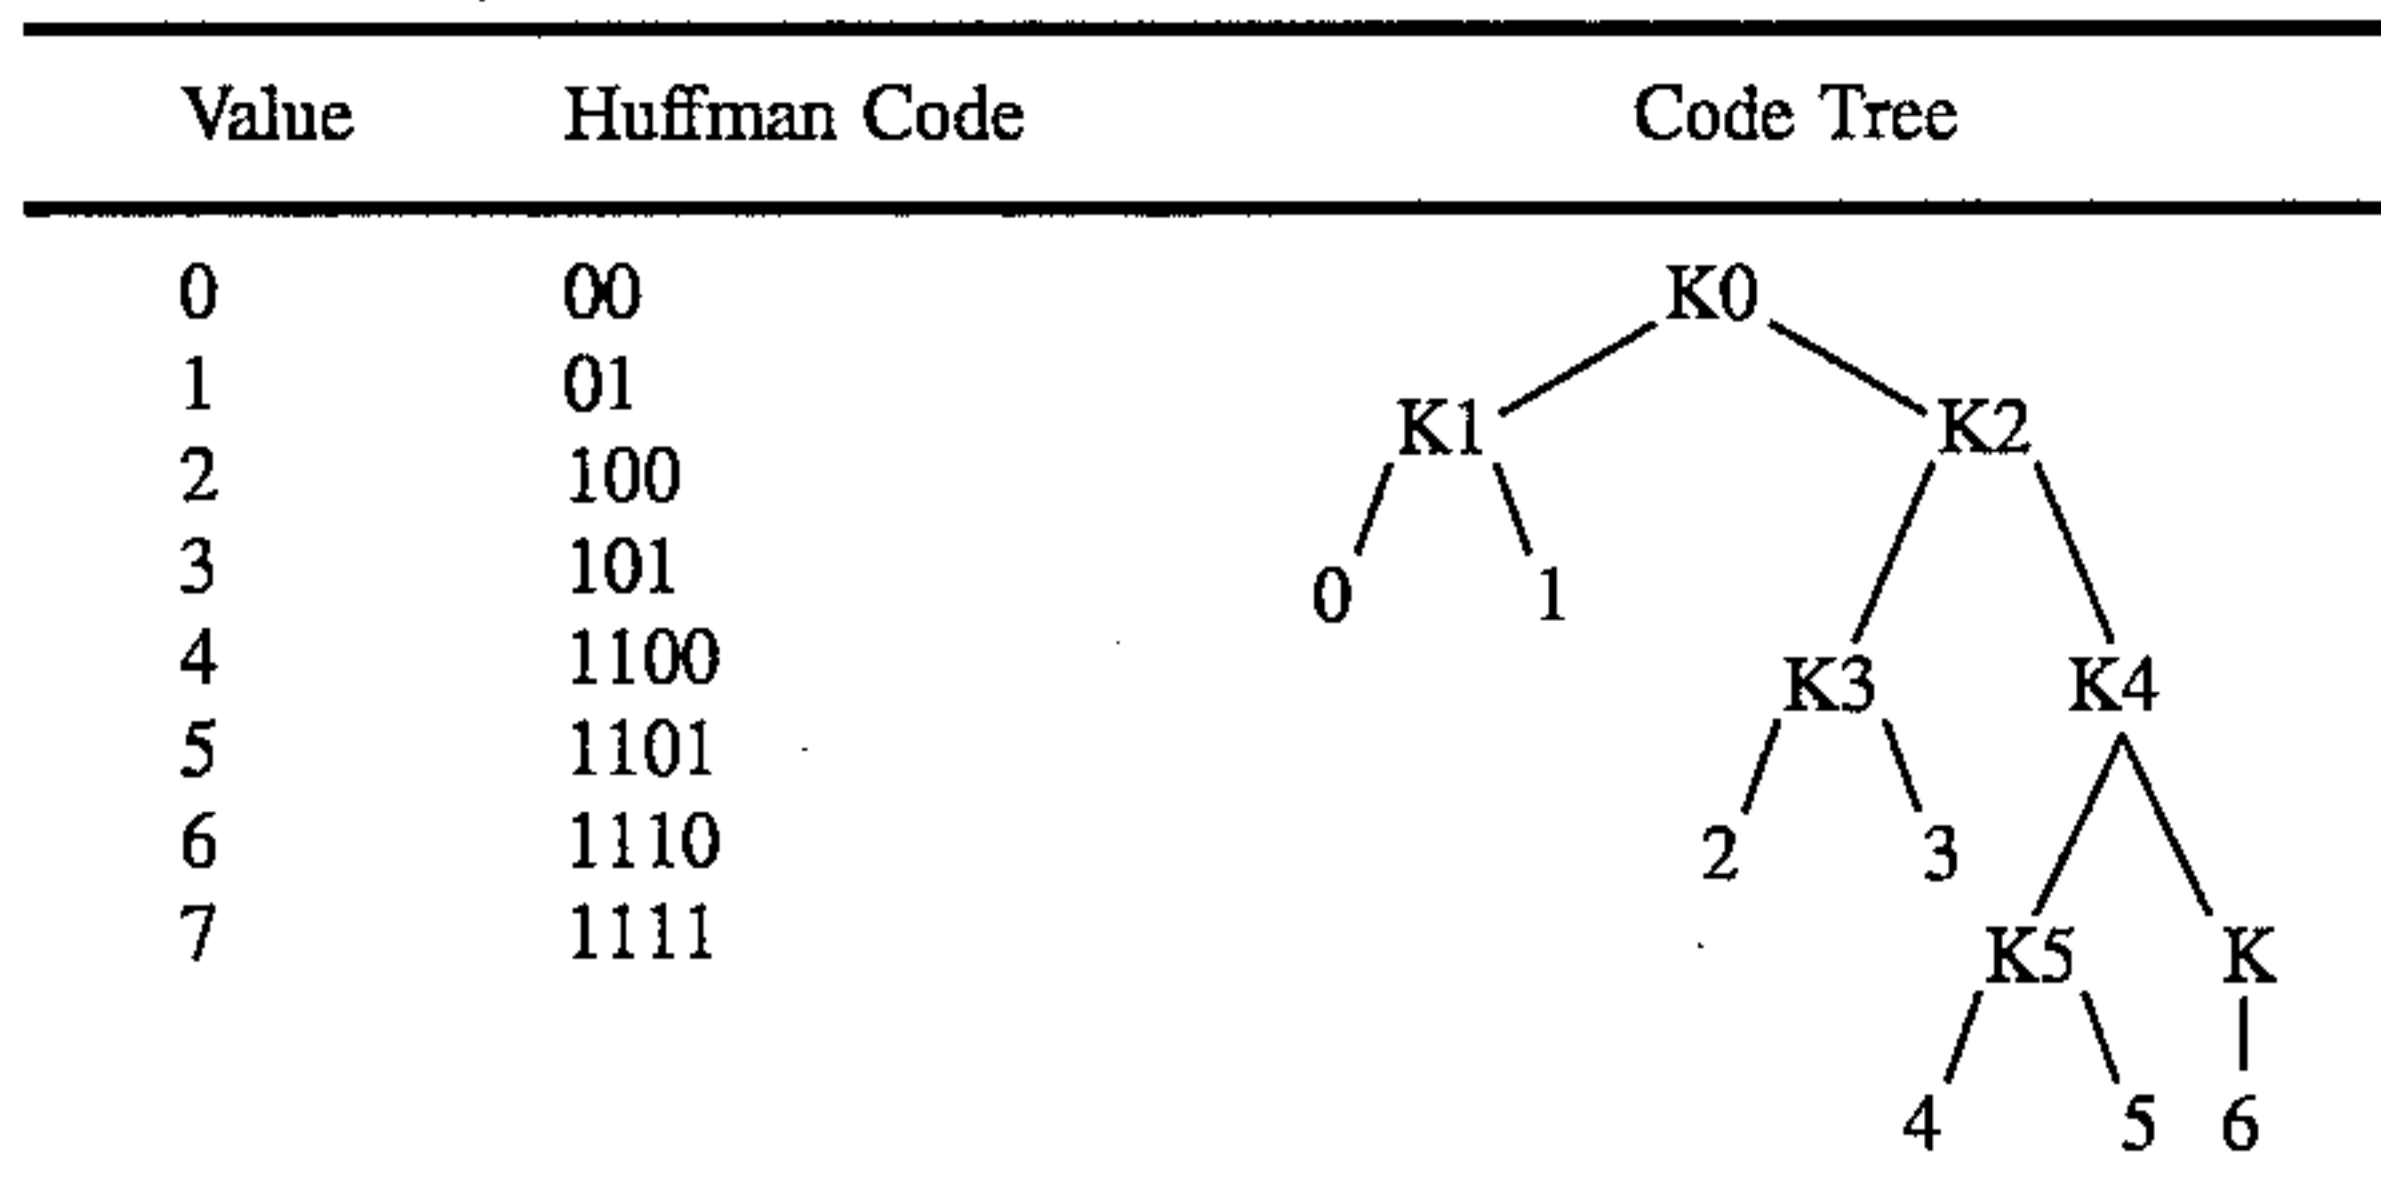 Value Huffman Code Code Tree
0 00 K0
1 01 K1 K2
2 100
3 101 0 1
4 1100 K3 K4
5 1101
6 1110 2 3
7 1111 K5 K
4 5 6